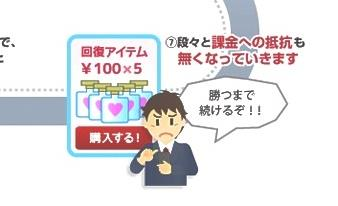 で、
と
回復アイテム
￥100×5
購入する！
⑦段々と課金への抵抗も
無くなっていきます
勝つまで
続けるぞ！！